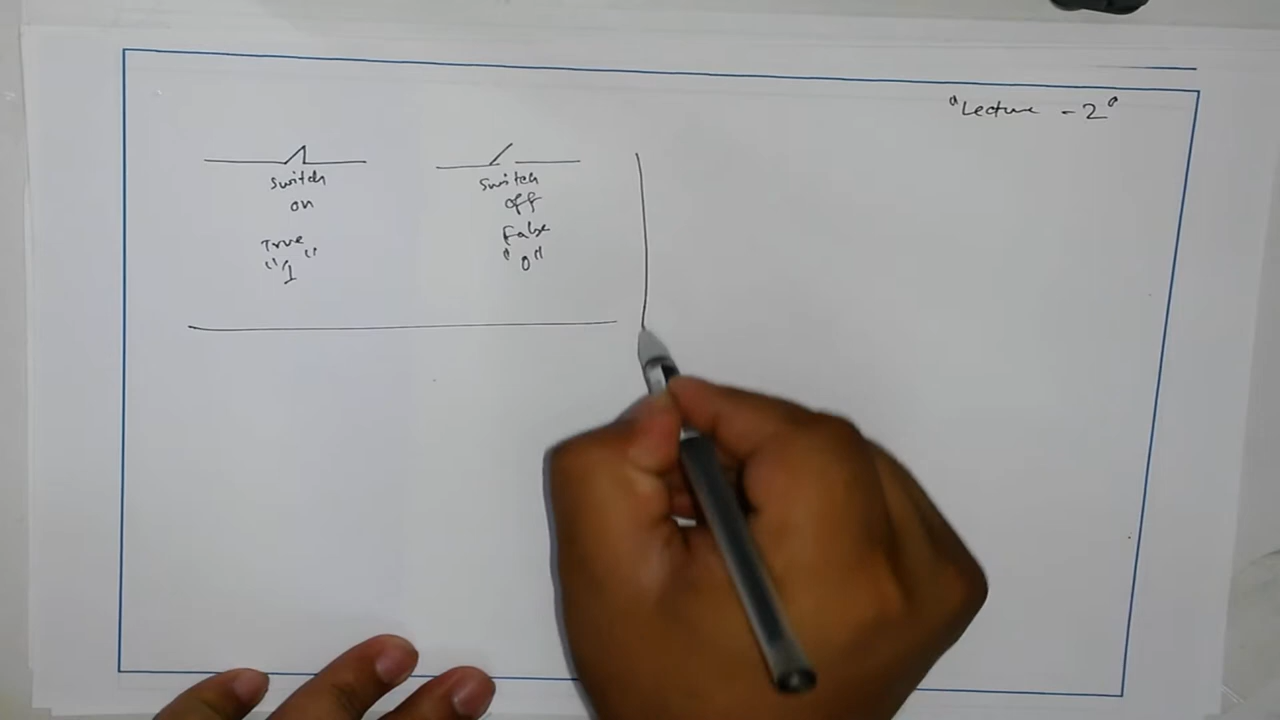 "Lecture - 2"
Switch
on
True
"1"
Switch
off
False
"0"